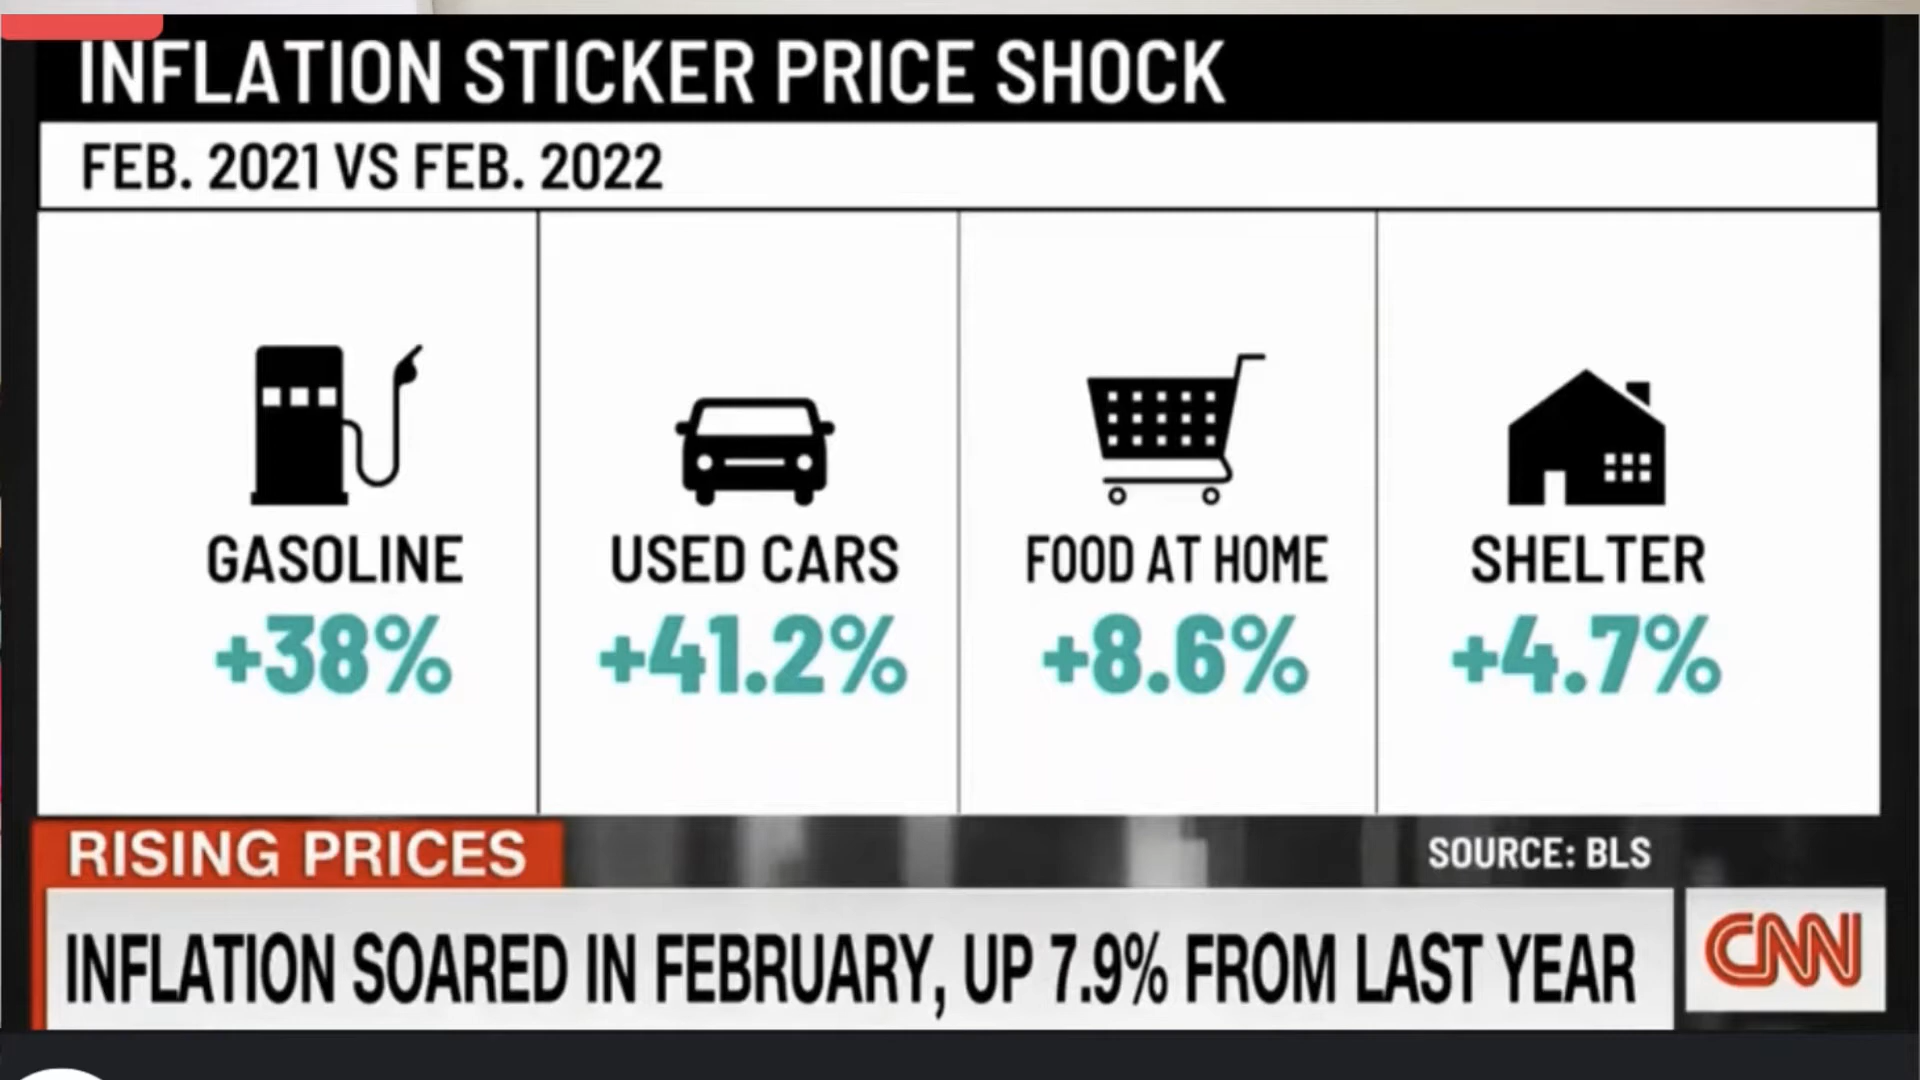 INFLATION STICKER PRICE SHOCK
FEB. 2021 VS FEB. 2022
GASOLINE
+38%
USED CARS
+41.2%
FOOD AT HOME
+8.6%
SHELTER
+4.7%
RISING PRICES
SOURCE: BLS
INFLATION SOARED IN FEBRUARY, UP 7.9% FROM LAST YEAR
CNN